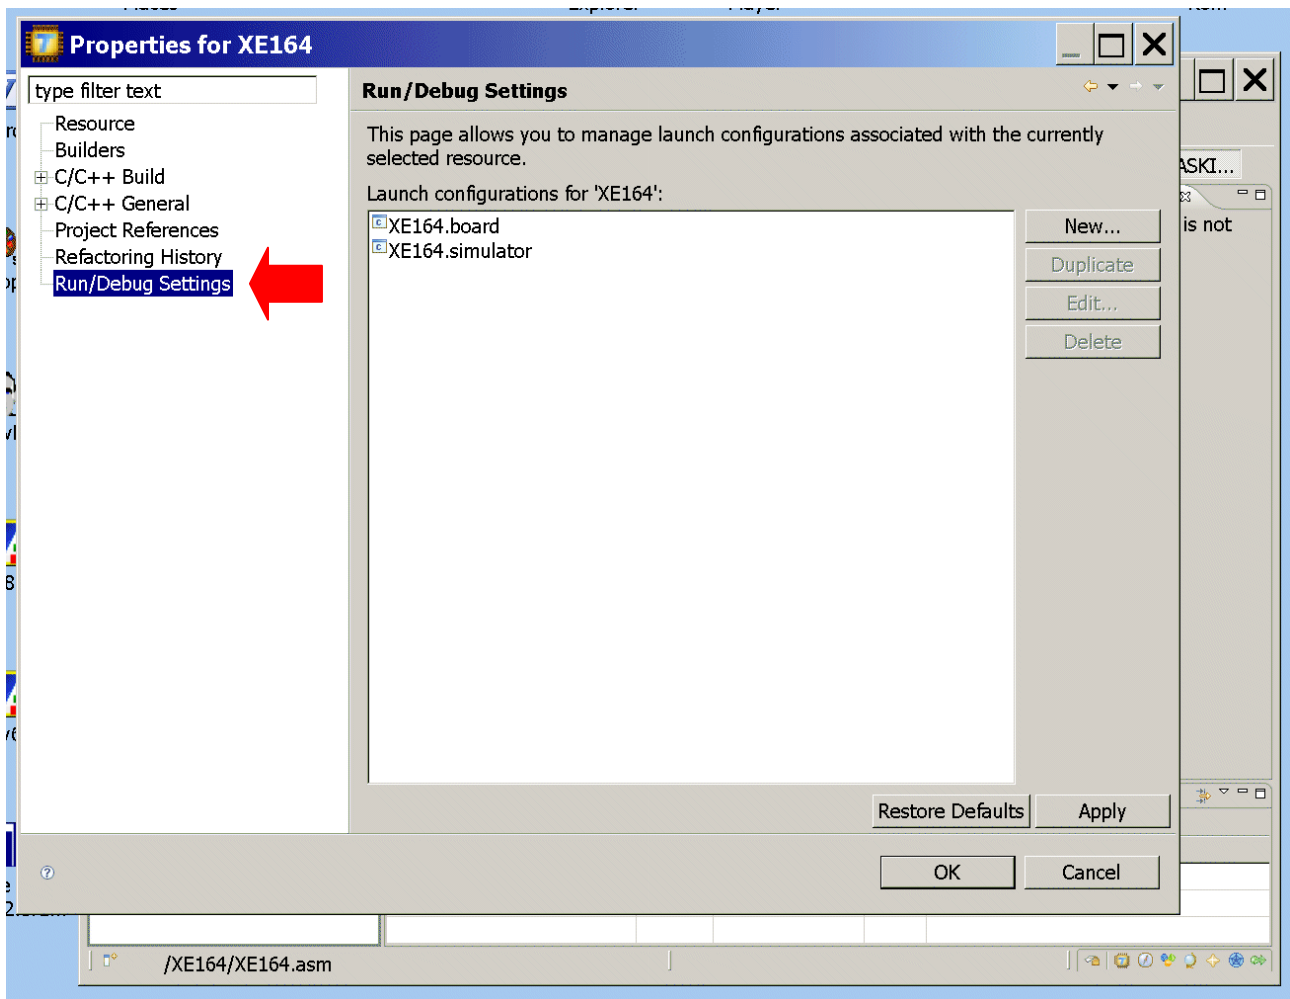 Properties for XE164
type filter text
Resource
Builders
C/C++ Build
C/C++ General
Project References
Refactoring History
Run/Debug Settings
Run/Debug Settings
This page allows you to manage launch configurations associated with the currently
selected resource.
Launch configurations for 'XE164':
XE164.board
XE164.simulator
New...
Duplicate
Edit...
Delete
Restore Defaults
Apply
OK
Cancel
ASKI...
is not
/XE164/XE164.asm